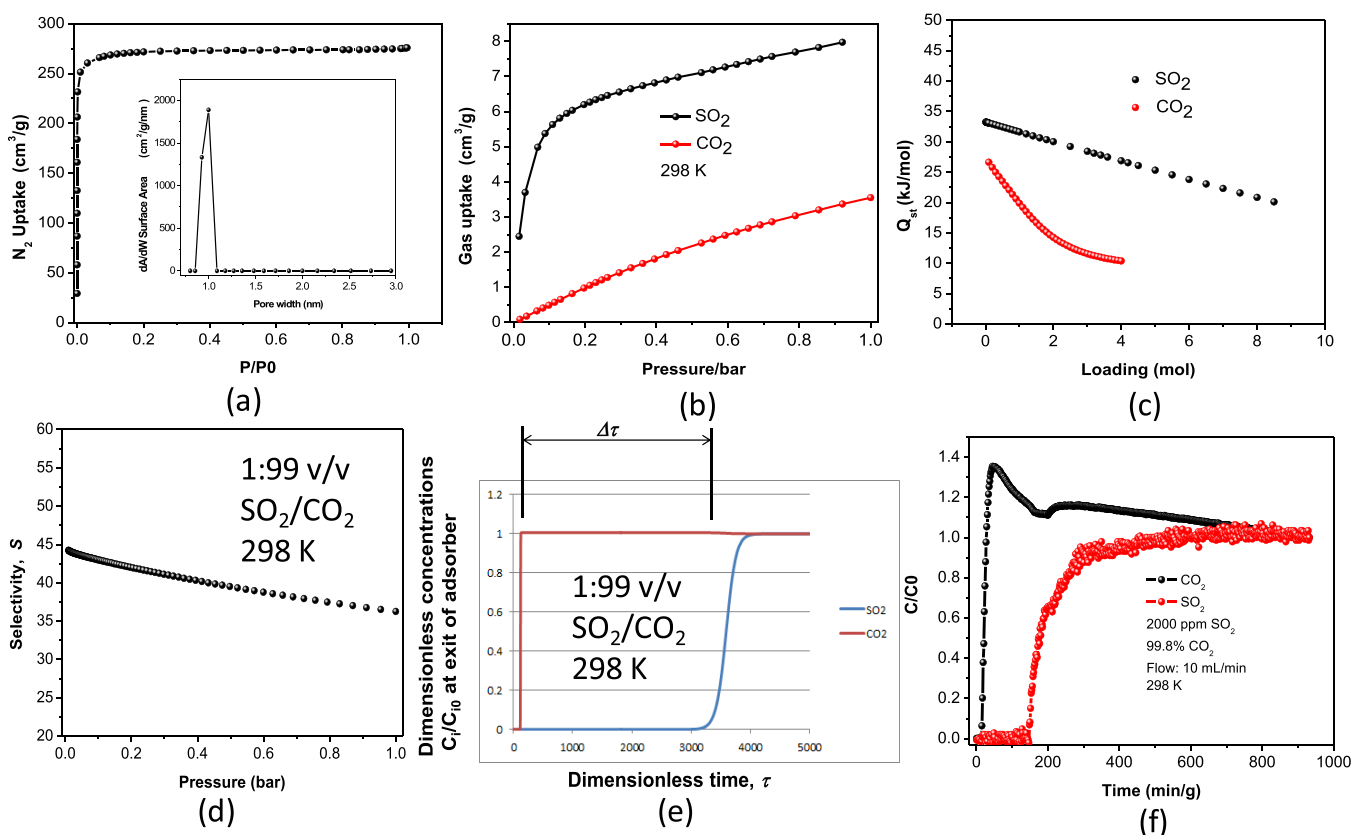 300
250
200
150
100
50
0
N2 Uptake (cm3/g)
0.0 0.2 0.4 0.6 0.8 1.0
P/P0
2000
1500
1000
500
0
dA/dW Surface Area (cm2/g/nm)
1.0 1.5 2.0 2.5 3.0
Pore width (nm)
(a)
9
8
7
6
5
4
3
2
1
0
Gas uptake (cm3/g)
SO2
CO2
298 K
0.0 0.2 0.4 0.6 0.8 1.0
Pressure/bar
(b)
50
45
40
35
30
25
20
15
10
5
0
Qst (kJ/mol)
SO2
CO2
0 2 4 6 8 10
Loading (mol)
(c)
60
55
50
45
40
35
30
25
20
Selectivity, S
1:99 v/v
SO2/CO2
298 K
0.0 0.2 0.4 0.6 0.8 1.0
Pressure (bar)
(d)
Δτ
Dimensionless concentrations
Ci/Ci0 at exit of adsorber
1.2
1
0.8
0.6
0.4
0.2
0
1:99 v/v
SO2/CO2
298 K
SO2
CO2
0 1000 2000 3000 4000 5000
Dimensionless time, τ
(e)
1.4
1.2
1.0
0.8
0.6
0.4
0.2
0.0
C/C0
CO2
SO2
2000 ppm SO2
99.8% CO2
Flow: 10 mL/min
298 K
0 200 400 600 800 1000
Time (min/g)
(f)